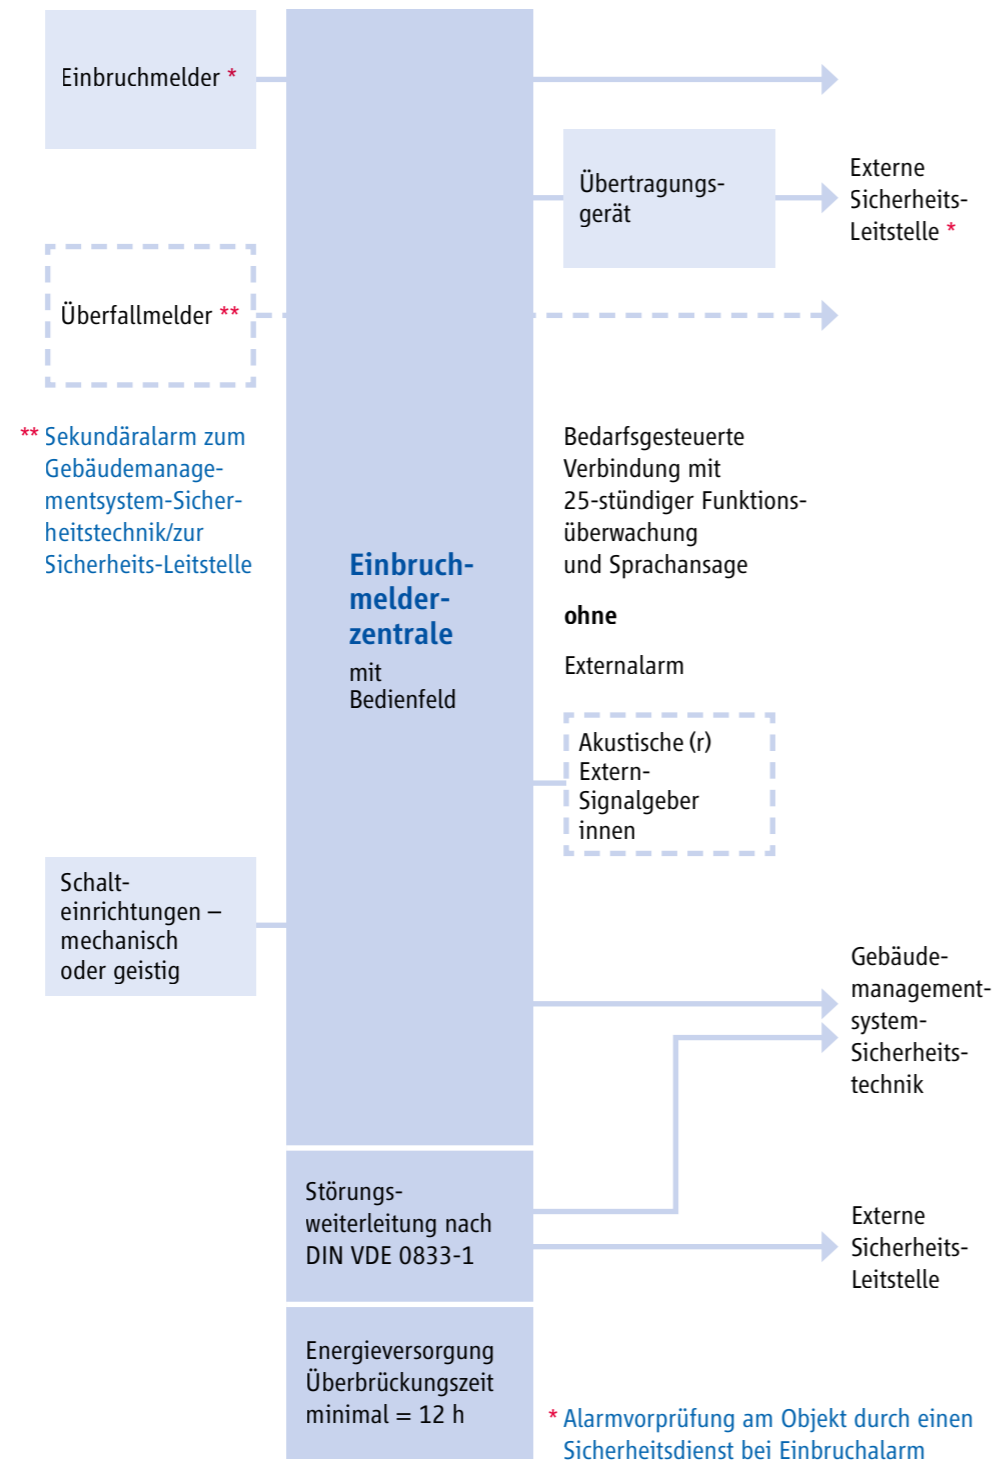 Einbruchmelder *
Übertragungs-
gerät
Externe
Sicherheits-
Leitstelle *
Überfallmelder **
** Sekundäralarm zum
Gebäudemanage-
mentsystem-Sicher-
heitstechnik/zur
Sicherheits-Leitstelle
Einbruch-
melder-
zentrale
mit
Bedienfeld
Bedarfsgesteuerte
Verbindung mit
25-stündiger Funktions-
überwachung
und Sprachansage
ohne
Externalarm
Akustische (r)
Extern-
Signalgeber
innen
Schalt-
einrichtungen –
mechanisch
oder geistig
Gebäude-
management-
system-
Sicherheits-
technik
Störungs-
weiterleitung nach
DIN VDE 0833-1
Externe
Sicherheits-
Leitstelle
Energieversorgung
Überbrückungszeit
minimal = 12 h
* Alarmvorprüfung am Objekt durch einen
Sicherheitsdienst bei Einbruchalarm